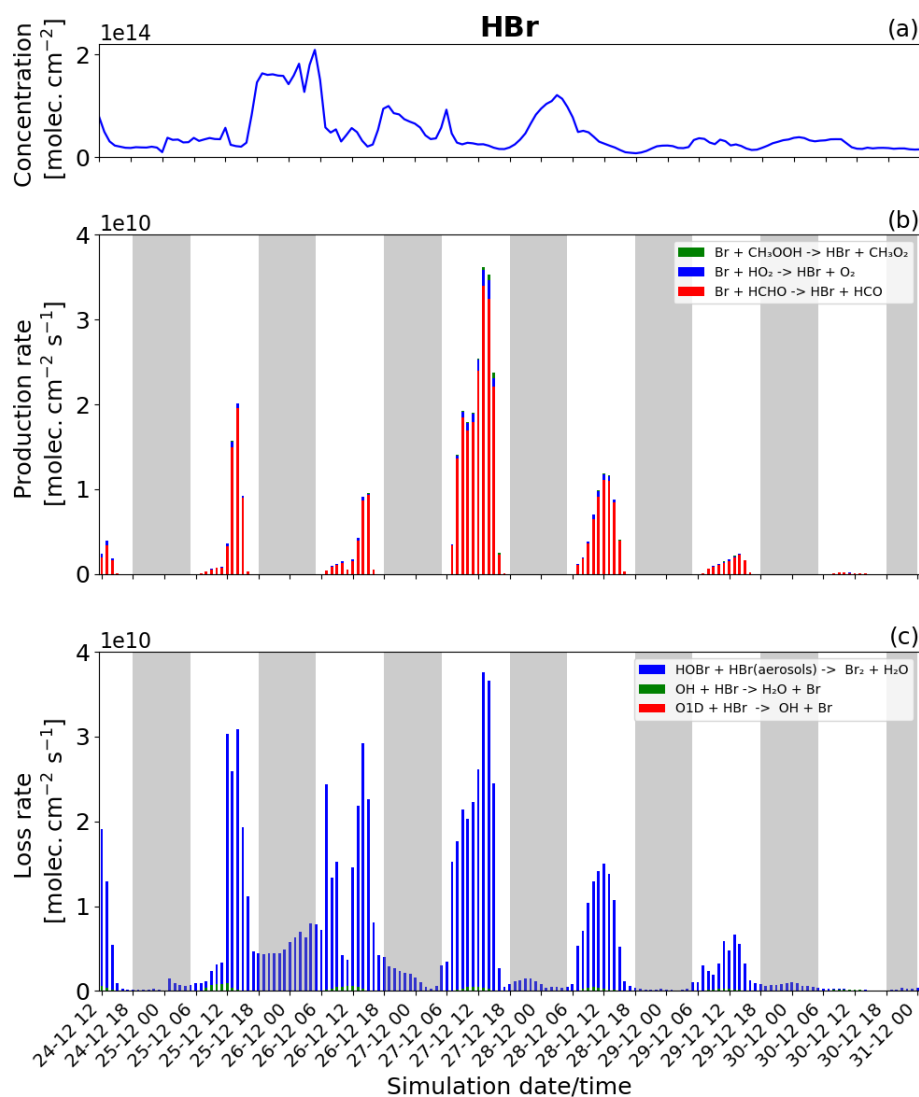 HBr
(a)
1e14
2
0
Concentration
[molec. cm⁻²]
(b)
1e10
4
3
2
1
0
Production rate
[molec. cm⁻² s⁻¹]
Br + CH₃OOH -> HBr + CH₃O₂
Br + HO₂ -> HBr + O₂
Br + HCHO -> HBr + HCO
(c)
1e10
4
3
2
1
0
Loss rate
[molec. cm⁻² s⁻¹]
HOBr + HBr(aerosols) -> Br₂ + H₂O
OH + HBr -> H₂O + Br
O1D + HBr -> OH + Br
24-12 12
24-12 18
25-12 00
25-12 06
25-12 12
25-12 18
26-12 00
26-12 06
26-12 12
26-12 18
27-12 00
27-12 06
27-12 12
27-12 18
28-12 00
28-12 06
28-12 12
28-12 18
29-12 00
29-12 06
29-12 12
29-12 18
30-12 00
30-12 06
30-12 12
30-12 18
31-12 00
Simulation date/time